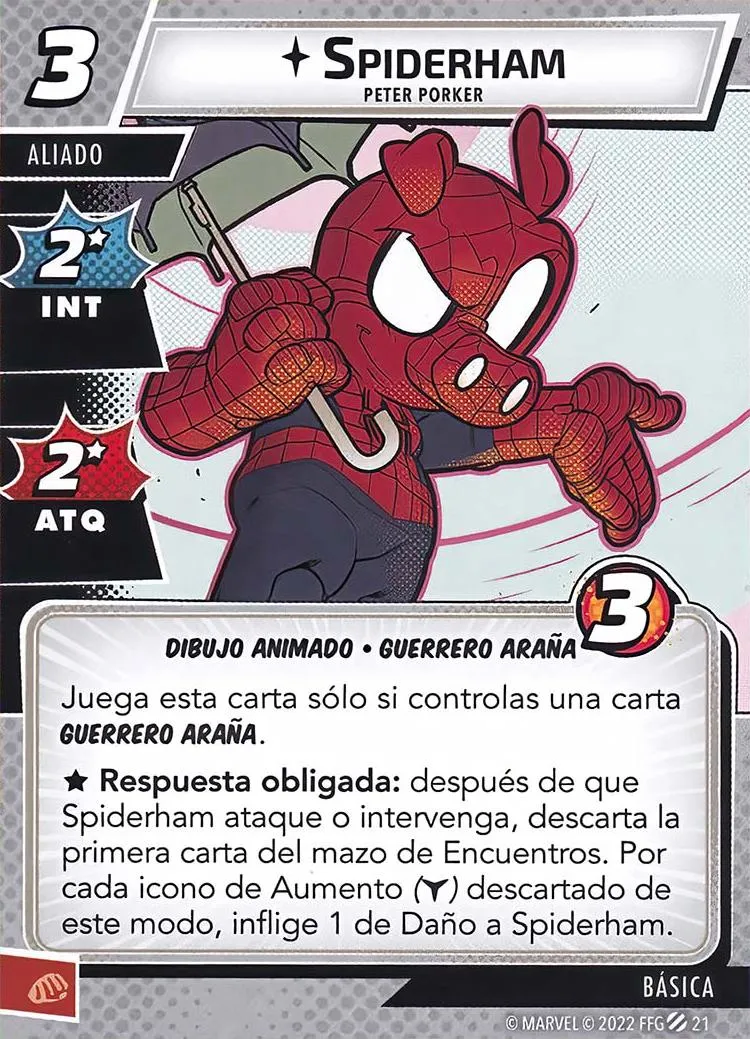 3
SPIDERHAM
PETER PORKER
ALIADO
2
INT
2
ATQ
3
DIBUJO ANIMADO • GUERRERO ARAÑA
Juega esta carta sólo si controlas una carta
GUERRERO ARAÑA.
★ Respuesta obligada: después de que
Spiderham ataque o intervenga, descarta la
primera carta del mazo de Encuentros. Por
cada icono de Aumento () descartado de
este modo, inflige 1 de Daño a Spiderham.
BÁSICA
© MARVEL © 2022 FFG 21